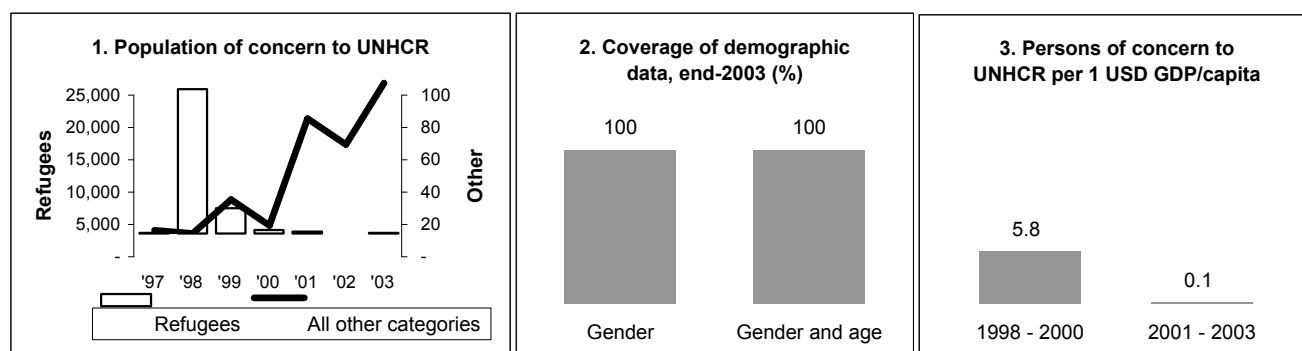 1. Population of concern to UNHCR
25,000
20,000
15,000
10,000
5,000
-
Refugees
100
80
60
40
20
-
Other
'97 '98 '99 '00 '01 '02 '03
Refugees All other categories
2. Coverage of demographic
data, end-2003 (%)
100 100
Gender Gender and age
3. Persons of concern to
UNHCR per 1 USD GDP/capita
5.8
0.1
1998 - 2000 2001 - 2003